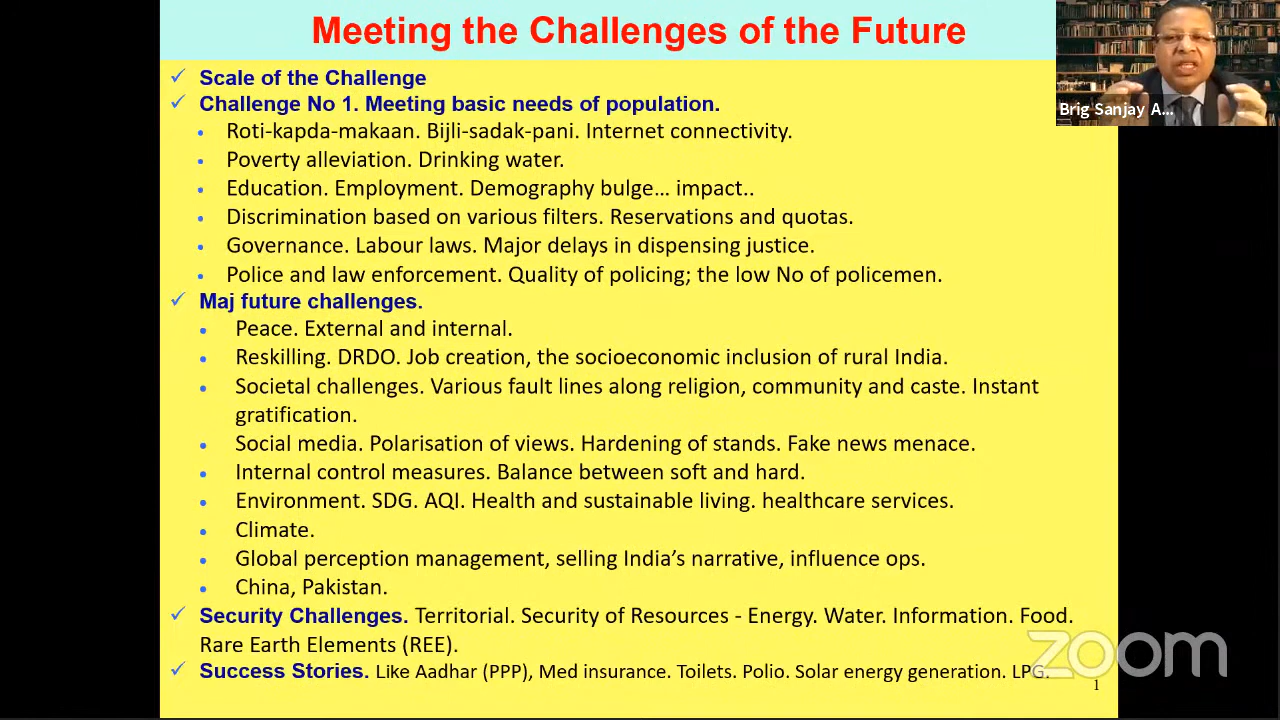 Meeting the Challenges of the Future
Brig Sanjay A...
✓ Scale of the Challenge
✓ Challenge No 1. Meeting basic needs of population.
• Roti-kapda-makaan. Bijli-sadak-pani. Internet connectivity.
• Poverty alleviation. Drinking water.
• Education. Employment. Demography bulge... impact..
• Discrimination based on various filters. Reservations and quotas.
• Governance. Labour laws. Major delays in dispensing justice.
• Police and law enforcement. Quality of policing; the low No of policemen.
✓ Maj future challenges.
• Peace. External and internal.
• Reskilling. DRDO. Job creation, the socioeconomic inclusion of rural India.
• Societal challenges. Various fault lines along religion, community and caste. Instant
gratification.
• Social media. Polarisation of views. Hardening of stands. Fake news menace.
• Internal control measures. Balance between soft and hard.
• Environment. SDG. AQI. Health and sustainable living. healthcare services.
• Climate.
• Global perception management, selling India's narrative, influence ops.
• China, Pakistan.
✓ Security Challenges. Territorial. Security of Resources - Energy. Water. Information. Food.
Rare Earth Elements (REE).
✓ Success Stories. Like Aadhar (PPP), Med insurance. Toilets. Polio. Solar energy generation. LPG.
zoom
1